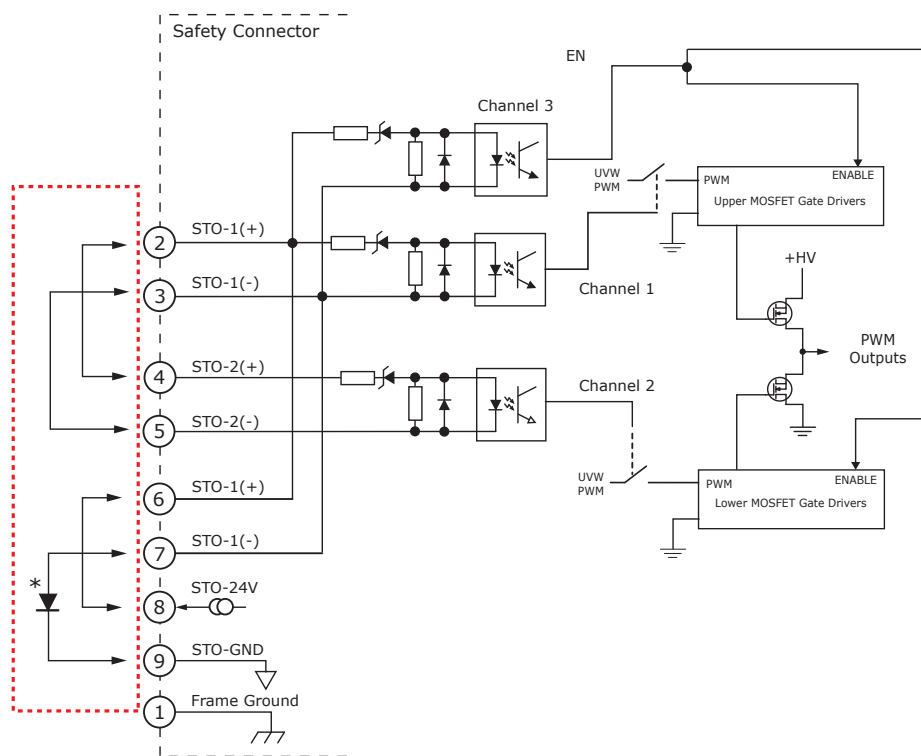 Safety Connector
EN
Channel 3
UVW
PWM
PWM
ENABLE
Upper MOSFET Gate Drivers
2
STO-1(+)
3
STO-1(-)
Channel 1
+HV
4
STO-2(+)
PWM
Outputs
Channel 2
5
STO-2(-)
UVW
PWM
PWM
ENABLE
Lower MOSFET Gate Drivers
6
STO-1(+)
7
STO-1(-)
*
8
STO-24V
9
STO-GND
1
Frame Ground